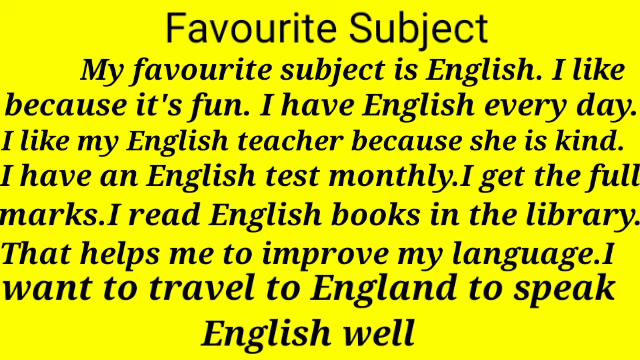 Favourite Subject
My favourite subject is English. I like
because it's fun. I have English every day.
I like my English teacher because she is kind.
I have an English test monthly.I get the full
marks.I read English books in the library.
That helps me to improve my language.I
want to travel to England to speak
English well